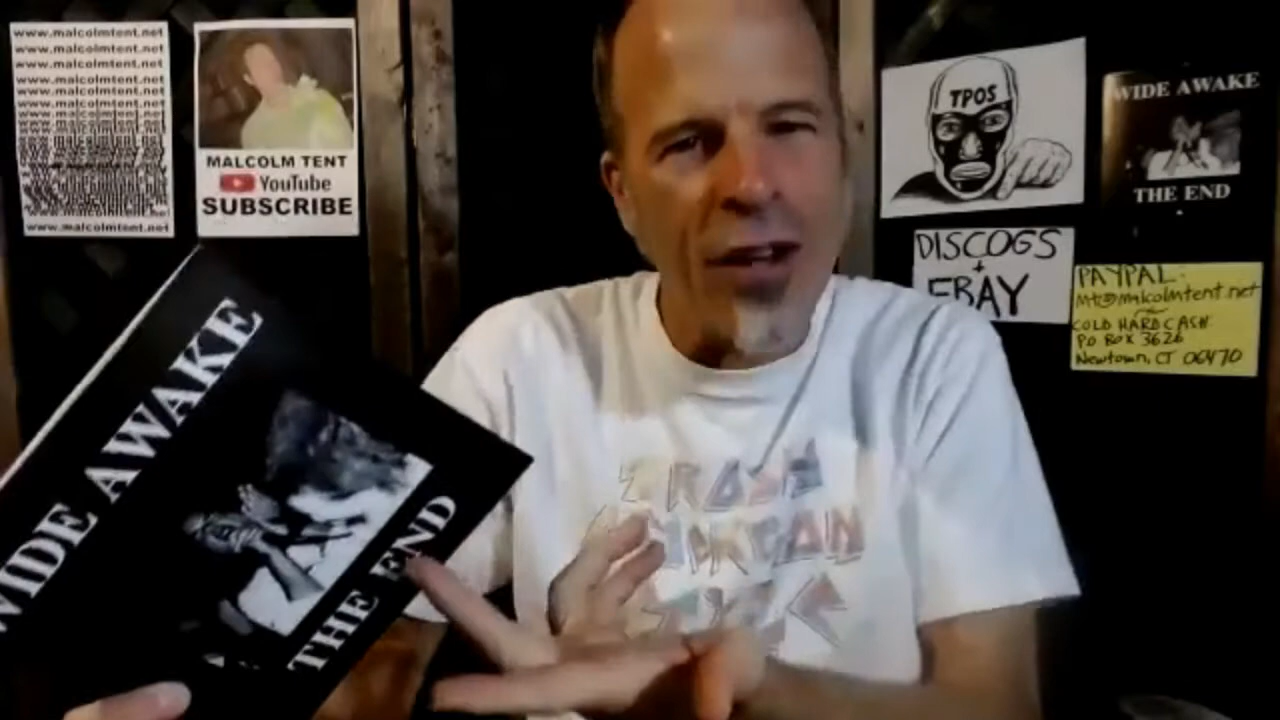 www.malcolmtent.net
www.malcolmtent.net
www.malcolmtent.net
www.malcolmtent.net
www.malcolmtent.net
www.malcolmtent.net
www.malcolmtent.net
MALCOLM TENT
YouTube
SUBSCRIBE
TPOS
WIDE AWAKE
THE END
DISCOGS
+
EBAY
PAYPAL:
mt@malcolmtent.net
COLD HARD CASH
PO BOX 3626
Newtown, CT 06470
WIDE AWAKE
THE END